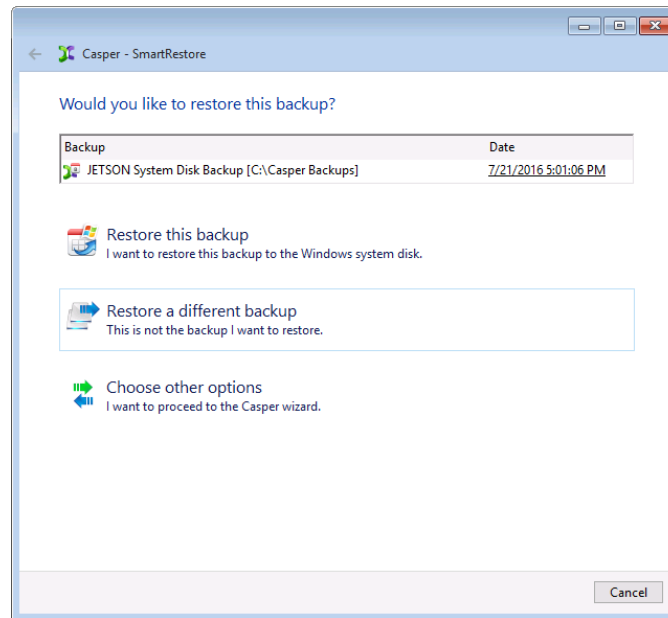 Casper - SmartRestore
Would you like to restore this backup?
Backup Date
JETSON System Disk Backup [C:\Casper Backups] 7/21/2016 5:01:06 PM
Restore this backup
I want to restore this backup to the Windows system disk.
Restore a different backup
This is not the backup I want to restore.
Choose other options
I want to proceed to the Casper wizard.
Cancel